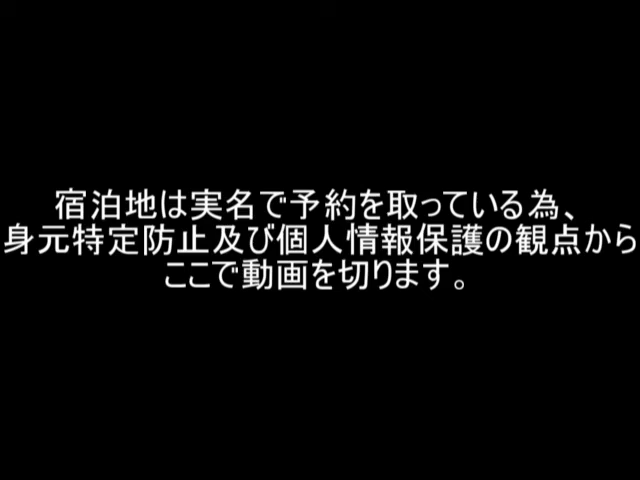 宿泊地は実名で予約を取っている為、
身元特定防止及び個人情報保護の観点から
ここで動画を切ります。